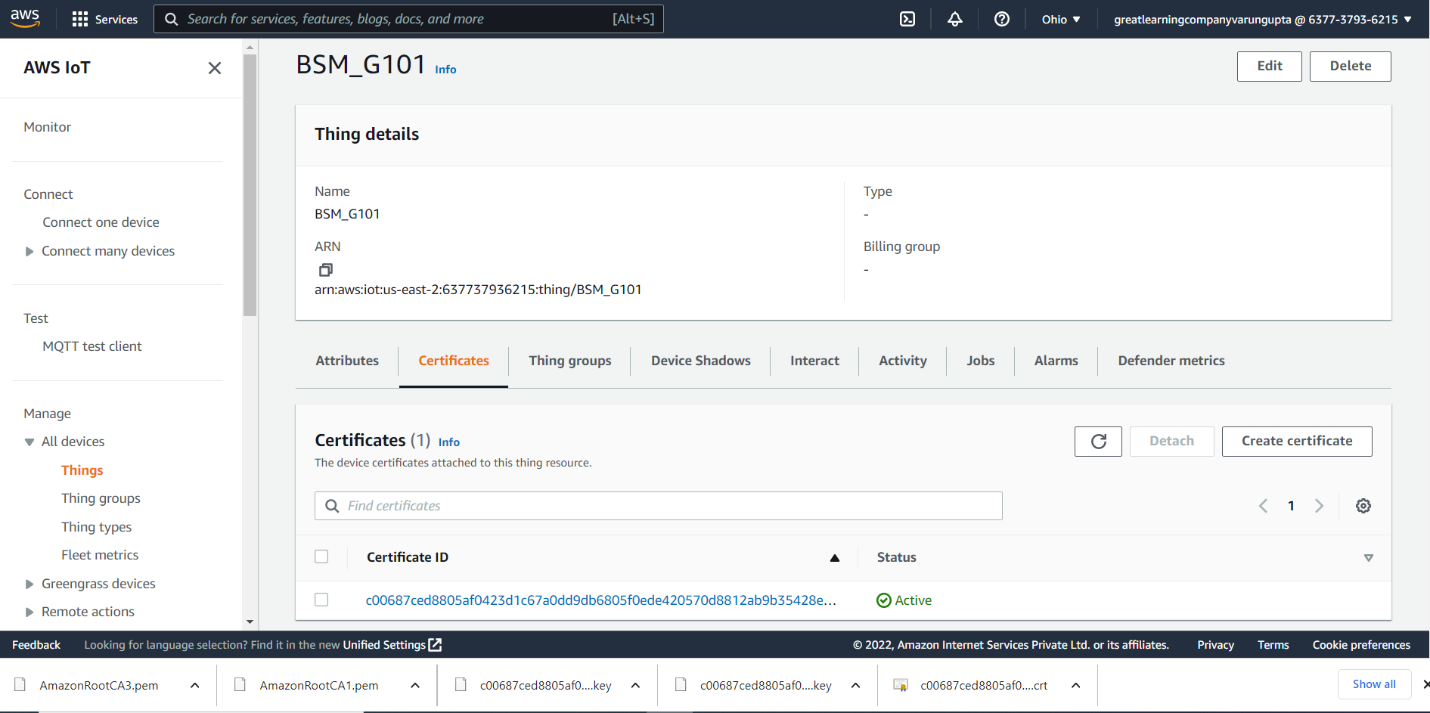 aws Services Search for services, features, blogs, docs, and more [Alt+S] Ohio ▼ greatlearningcompanyvarungupta @ 6377-3793-6215 ▼
AWS IoT
Monitor
Connect
Connect one device
Connect many devices
Test
MQTT test client
Manage
All devices
Things
Thing groups
Thing types
Fleet metrics
Greengrass devices
Remote actions
BSM_G101 Info
Edit Delete
Thing details
Name
BSM_G101
ARN
arn:aws:iot:us-east-2:637737936215:thing/BSM_G101
Type
-
Billing group
-
Attributes Certificates Thing groups Device Shadows Interact Activity Jobs Alarms Defender metrics
Certificates (1) Info
The device certificates attached to this thing resource.
Detach Create certificate
Find certificates
1
Certificate ID Status
c00687ced8805af0423d1c67a0dd9db6805f0ede420570d8812ab9b35428e... Active
Feedback Looking for language selection? Find it in the new Unified Settings © 2022, Amazon Internet Services Private Ltd. or its affiliates. Privacy Terms Cookie preferences
AmazonRootCA3.pem AmazonRootCA1.pem c00687ced8805af0....key c00687ced8805af0....key c00687ced8805af0....crt Show all